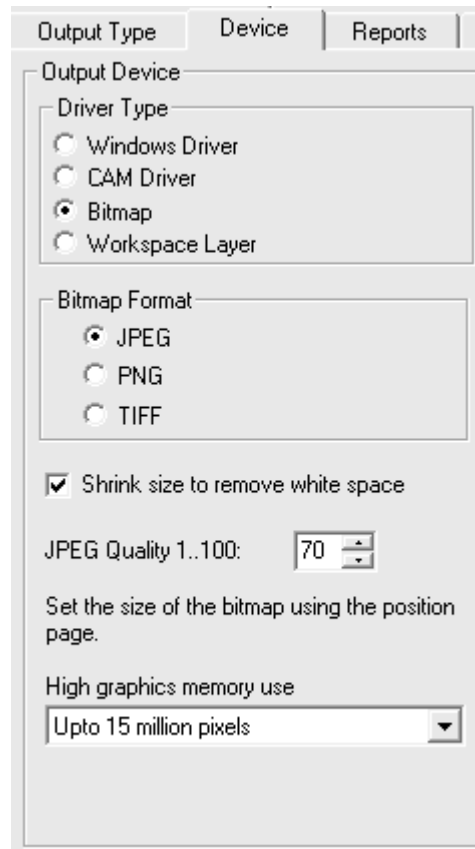 Output Type Device Reports
Output Device
Driver Type
Windows Driver
CAM Driver
Bitmap
Workspace Layer
Bitmap Format
JPEG
PNG
TIFF
Shrink size to remove white space
JPEG Quality 1..100: 70
Set the size of the bitmap using the position
page.
High graphics memory use
Upto 15 million pixels